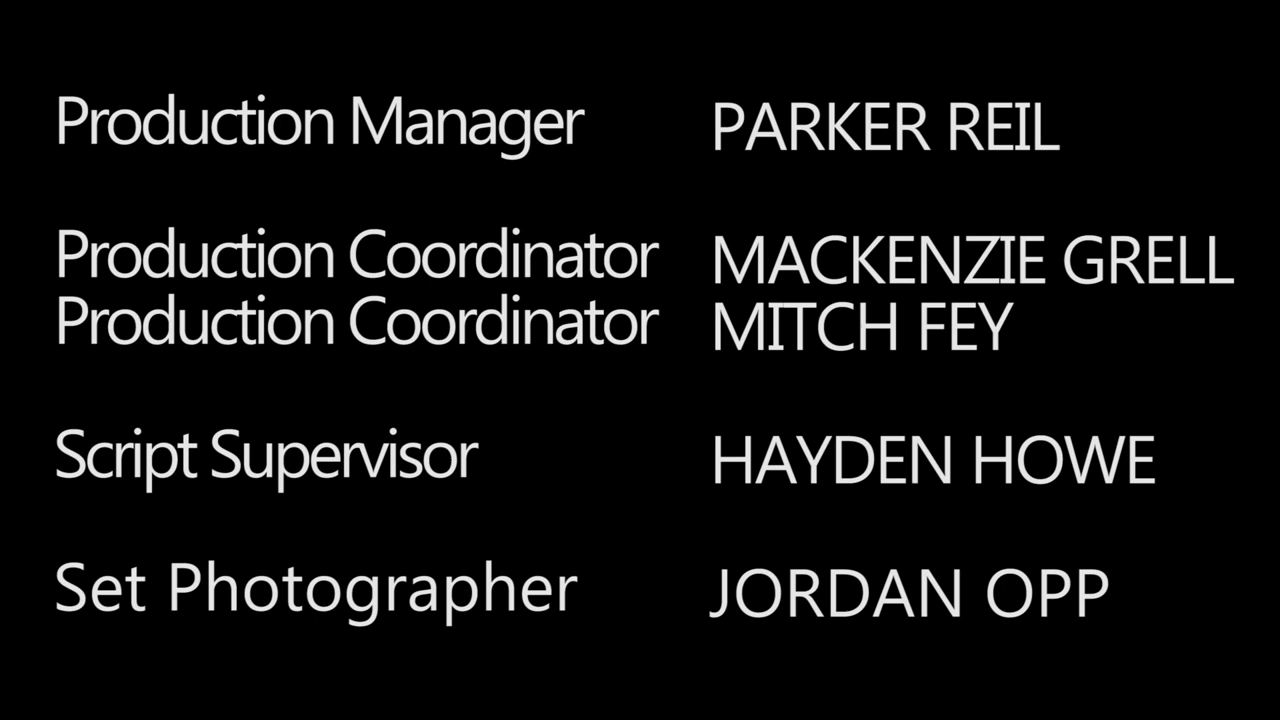 Production Manager PARKER REIL
Production Coordinator MACKENZIE GRELL
Production Coordinator MITCH FEY
Script Supervisor HAYDEN HOWE
Set Photographer JORDAN OPP